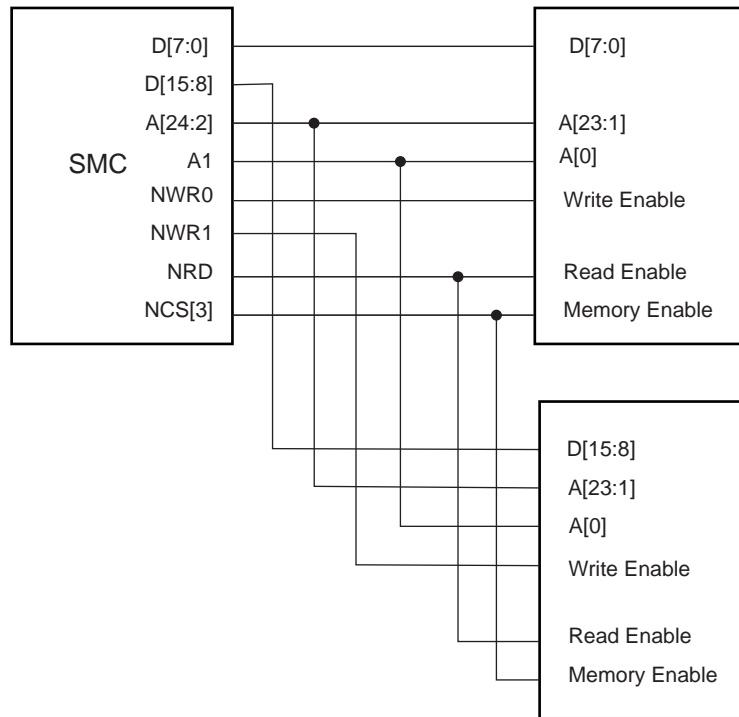 D[7:0]
D[15:8]
A[24:2]
SMC
A1
NWR0
NWR1
NRD
NCS[3]
D[7:0]
A[23:1]
A[0]
Write Enable
Read Enable
Memory Enable
D[15:8]
A[23:1]
A[0]
Write Enable
Read Enable
Memory Enable